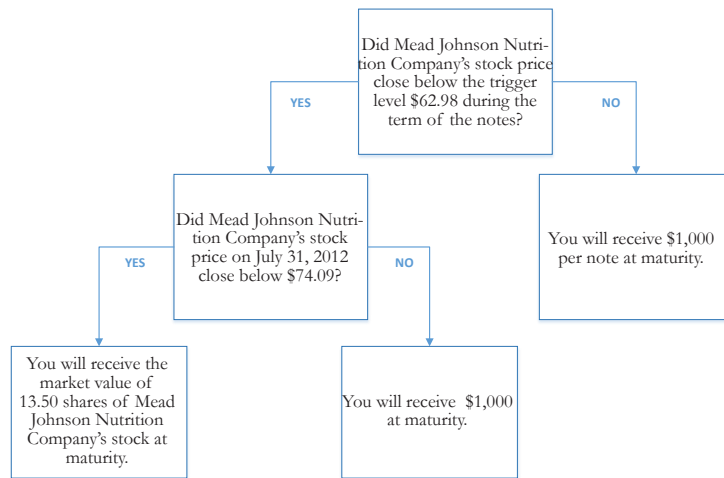 Did Mead Johnson Nutri-
tion Company's stock price
close below the trigger
level $62.98 during the
term of the notes?
YES
NO
Did Mead Johnson Nutri-
tion Company's stock
price on July 31, 2012
close below $74.09?
You will receive $1,000
per note at maturity.
YES
NO
You will receive the
market value of
13.50 shares of Mead
Johnson Nutrition
Company's stock at
maturity.
You will receive $1,000
at maturity.